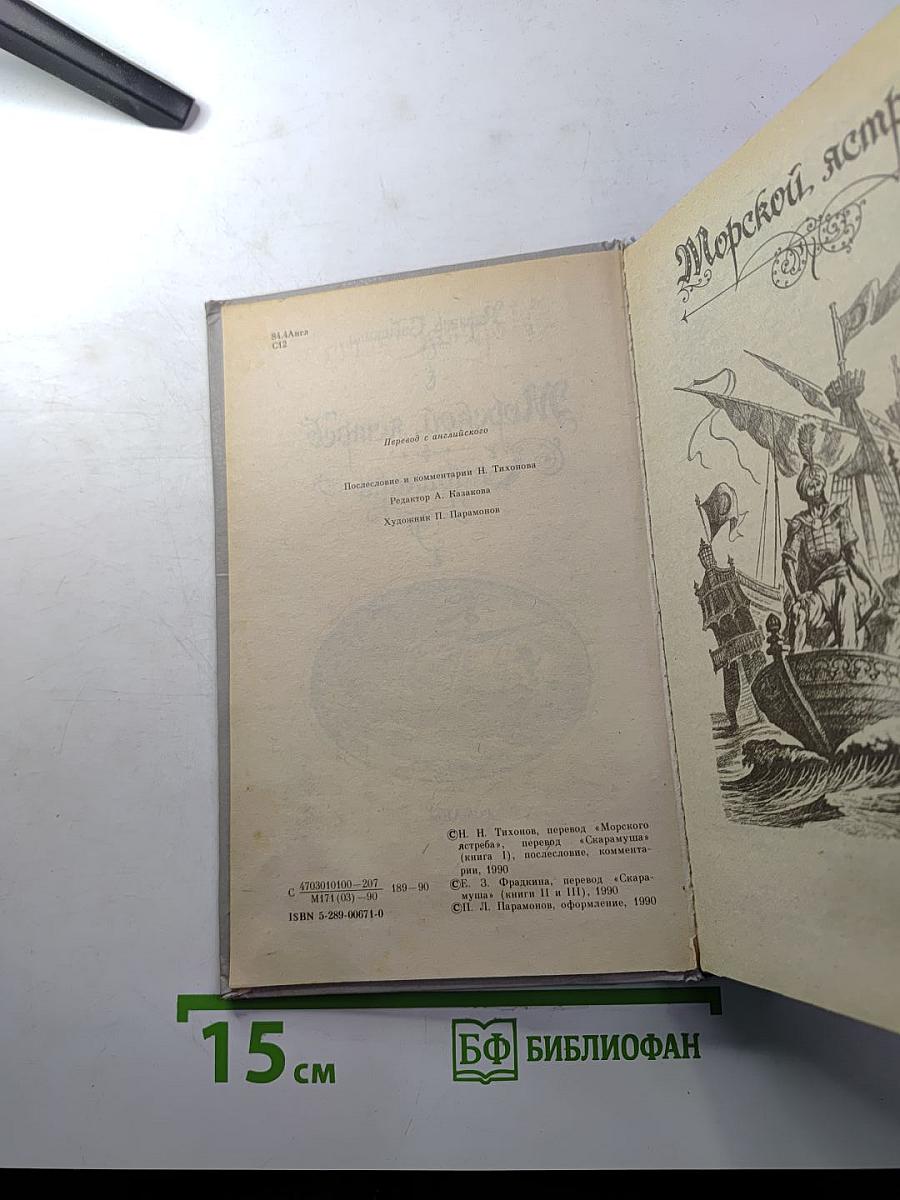 84.4Англ
С12
Перевод с английского
Послесловие и комментарии Н. Тихонова
Редактор А. Казакова
Художник П. Парамонов
©Н. Н. Тихонов, перевод «Морского
ястреба», перевод «Скарамуша»
(книга I), послесловие, коммента-
рии, 1990
©Е. З. Фрадкина, перевод «Скара-
муша» (книги II и III), 1990
©П. Л. Парамонов, оформление, 1990
С 4703010100—207 189—90
М171(03)—90
ISBN 5-289-00671-0
Морской ястр
15 см
БФ БИБЛИОФАН